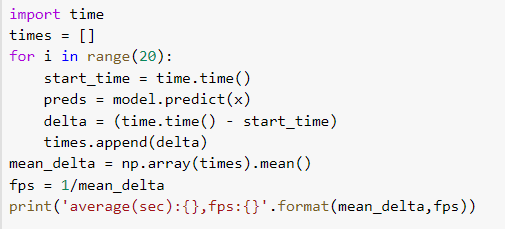 import time
times = []
for i in range(20):
    start_time = time.time()
    preds = model.predict(x)
    delta = (time.time() - start_time)
    times.append(delta)
mean_delta = np.array(times).mean()
fps = 1/mean_delta
print('average(sec):{},fps:{}'.format(mean_delta,fps))